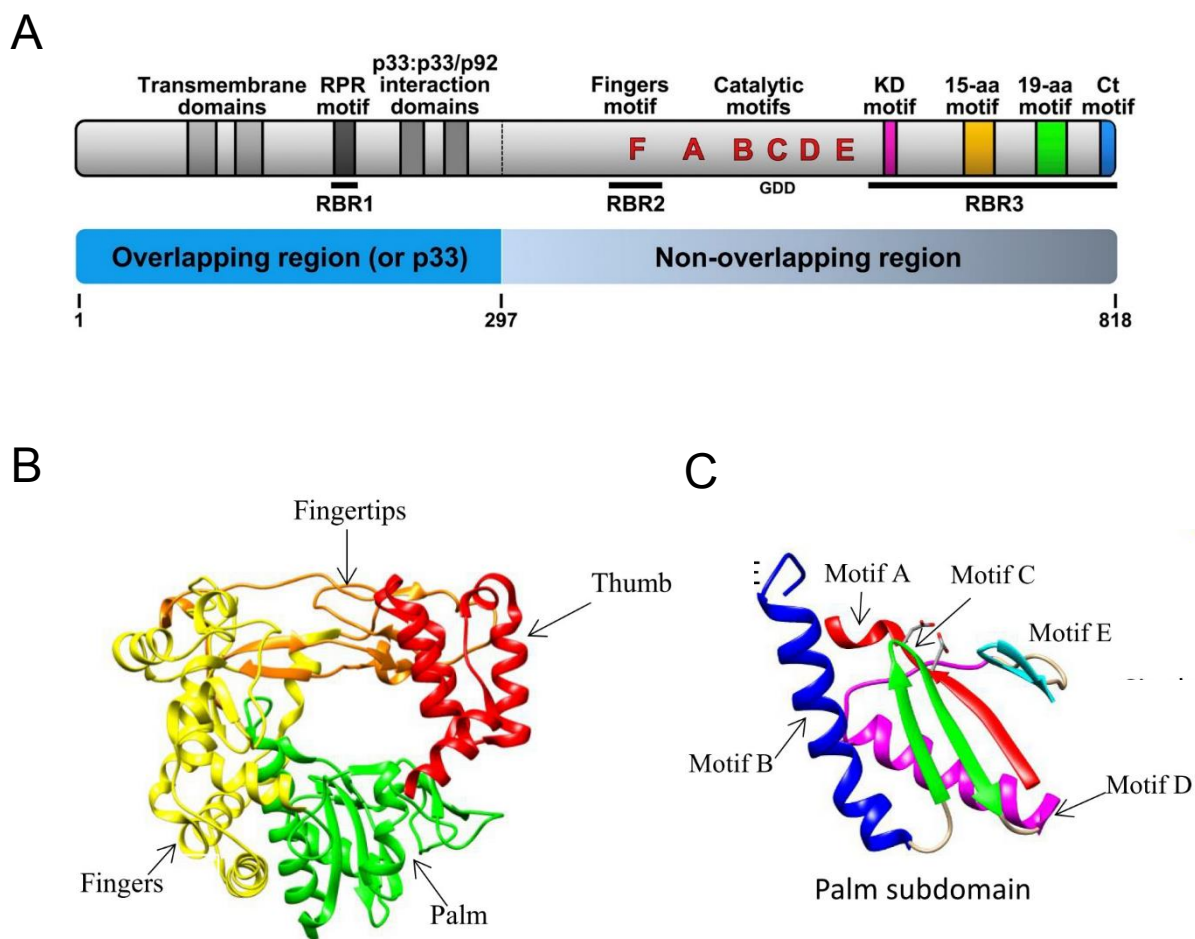 A
Transmembrane domains
RPR motif
p33:p33/p92 interaction domains
Fingers motif
Catalytic motifs
KD motif
15-aa motif
19-aa motif
Ct motif
F A B C D E
GDD
RBR1
RBR2
RBR3
Overlapping region (or p33)
Non-overlapping region
1
297
818
B
Fingertips
Thumb
Fingers
Palm
C
Motif A
Motif C
Motif E
Motif B
Motif D
Palm subdomain